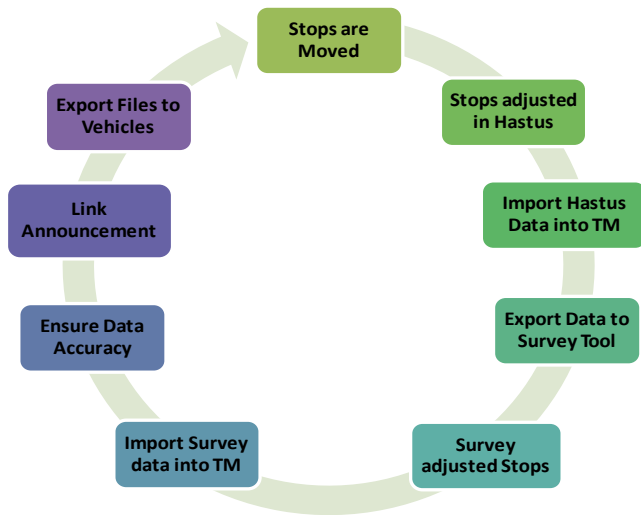 Stops are
Moved
Stops adjusted
in Hastus
Import Hastus
Data into TM
Export Data to
Survey Tool
Survey
adjusted Stops
Import Survey
data into TM
Ensure Data
Accuracy
Link
Announcement
Export Files to
Vehicles